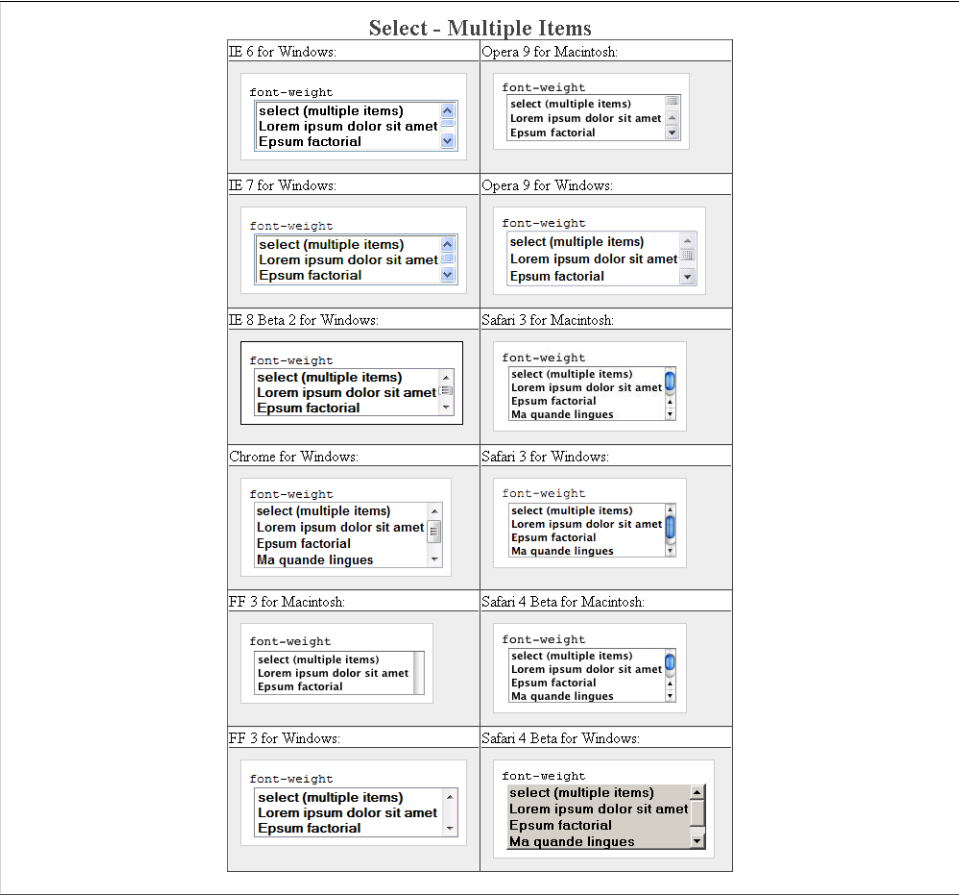 Select - Multiple Items
IE 6 for Windows:
font-weight
select (multiple items)
Lorem ipsum dolor sit amet
Epsum factorial
Opera 9 for Macintosh:
font-weight
select (multiple items)
Lorem ipsum dolor sit amet
Epsum factorial
IE 7 for Windows:
font-weight
select (multiple items)
Lorem ipsum dolor sit amet
Epsum factorial
Opera 9 for Windows:
font-weight
select (multiple items)
Lorem ipsum dolor sit amet
Epsum factorial
IE 8 Beta 2 for Windows:
font-weight
select (multiple items)
Lorem ipsum dolor sit amet
Epsum factorial
Safari 3 for Macintosh:
font-weight
select (multiple items)
Lorem ipsum dolor sit amet
Epsum factorial
Ma quande lingues
Chrome for Windows:
font-weight
select (multiple items)
Lorem ipsum dolor sit amet
Epsum factorial
Ma quande lingues
Safari 3 for Windows:
font-weight
select (multiple items)
Lorem ipsum dolor sit amet
Epsum factorial
Ma quande lingues
FF 3 for Macintosh:
font-weight
select (multiple items)
Lorem ipsum dolor sit amet
Epsum factorial
Safari 4 Beta for Macintosh:
font-weight
select (multiple items)
Lorem ipsum dolor sit amet
Epsum factorial
Ma quande lingues
FF 3 for Windows:
font-weight
select (multiple items)
Lorem ipsum dolor sit amet
Epsum factorial
Safari 4 Beta for Windows:
font-weight
select (multiple items)
Lorem ipsum dolor sit amet
Epsum factorial
Ma quande lingues